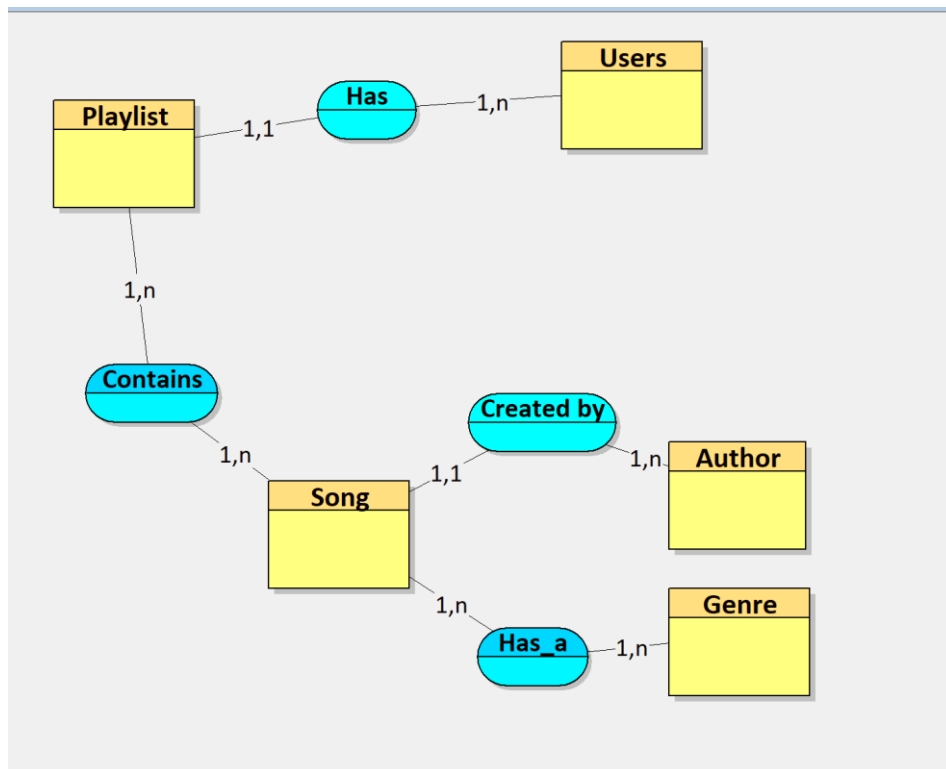 Users
Has
1,n
Playlist
1,1
1,n
Contains
Created by
1,n
1,n
Author
1,1
Song
Genre
1,n
Has_a
1,n